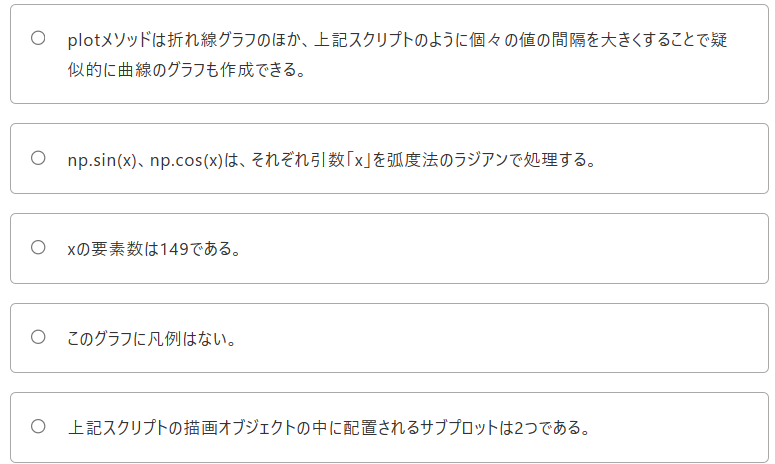 plotメソッドは折れ線グラフのほか、上記スクリプトのように個々の値の間隔を大きくすることで疑
似的に曲線のグラフも作成できる。
np.sin(x)、np.cos(x)は、それぞれ引数「x」を弧度法のラジアンで処理する。
xの要素数は149である。
このグラフに凡例はない。
上記スクリプトの描画オブジェクトの中に配置されるサブプロットは2つである。